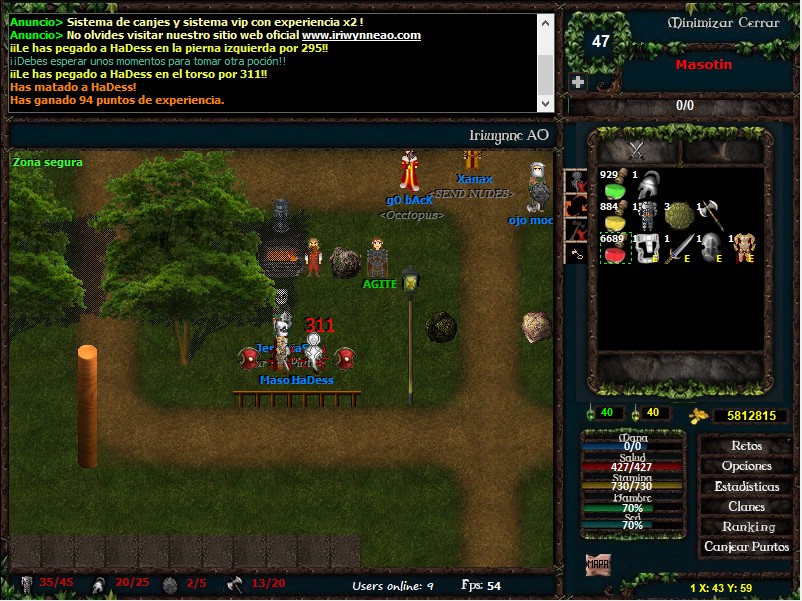 Anuncio> Sistema de canjes y sistema vip con experiencia x2!
Anuncio> No olvides visitar nuestro sitio web oficial www.iriwynneao.com
¡¡Le has pegado a HaDess en la pierna izquierda por 295!!
¡¡Debes esperar unos momentos para tomar otra poción!!
¡¡Le has pegado a HaDess en el torso por 311!!
Has matado a HaDess!
Has ganado 94 puntos de experiencia.
47
Minimizar Cerrar
Masotin
0/0
Iriwynne AO
Zona segura
gO bAcK
<Occtopus>
Xanax
<SEND NUDES>
ojo moc
AGITE
311
Maso HaDess
929 1
884 1 3 1
6689 1 1 1 1
E E E E
40
40
5812815
Mana
0/0
Salud
427/427
Stamina
730/730
Hambre
70%
Sed
70%
Retos
Opciones
Estadisticas
Clanes
Ranking
Canjear Puntos
MAPA
35/45
20/25
2/5
13/20
Users online: 9
Fps: 54
1 X: 43 Y: 59